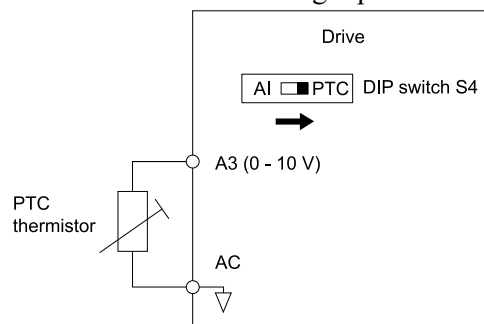 Drive
AI PTC DIP switch S4
A3 (0 - 10 V)
PTC
thermistor
AC